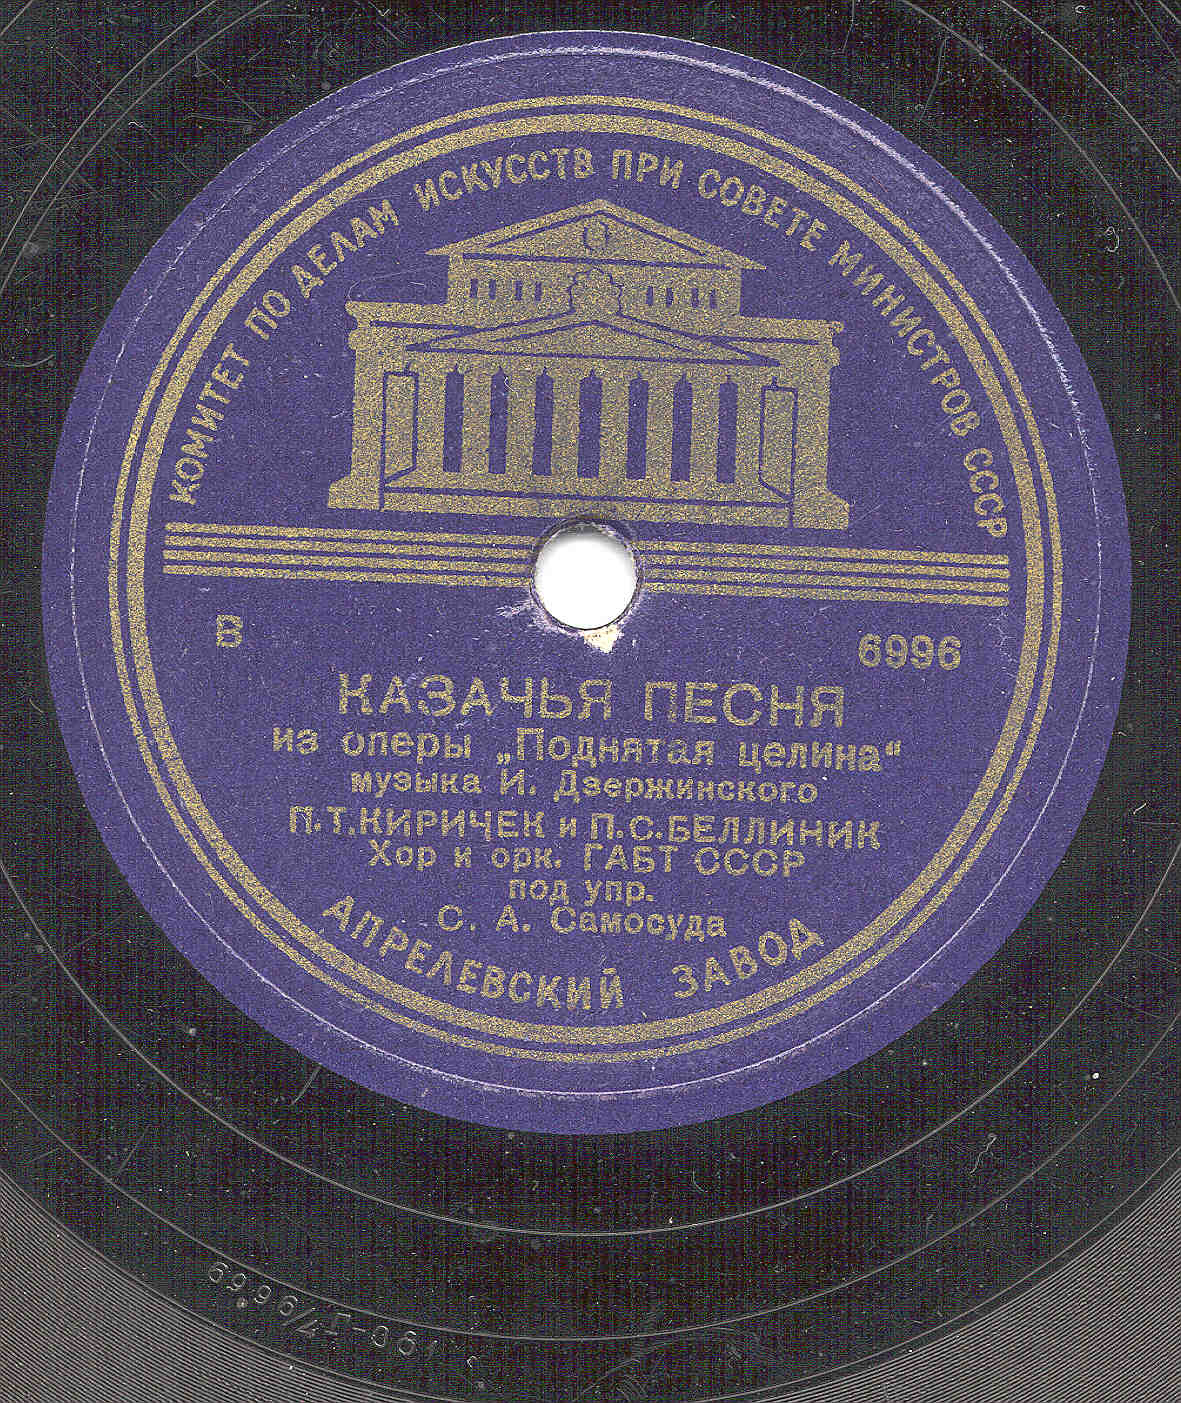 КОМИТЕТ ПО ДЕЛАМ ИСКУССТВ ПРИ СОВЕТЕ МИНИСТРОВ СССР
В 6996
КАЗАЧЬЯ ПЕСНЯ
из оперы „Поднятая целина“
музыка И. Дзержинского
П.Т.КИРИЧЕК и П.С.БЕЛЛИНИК
Хор и орк. ГАБТ СССР
под упр.
С. А. Самосуда
АПРЕЛЕВСКИЙ ЗАВОД